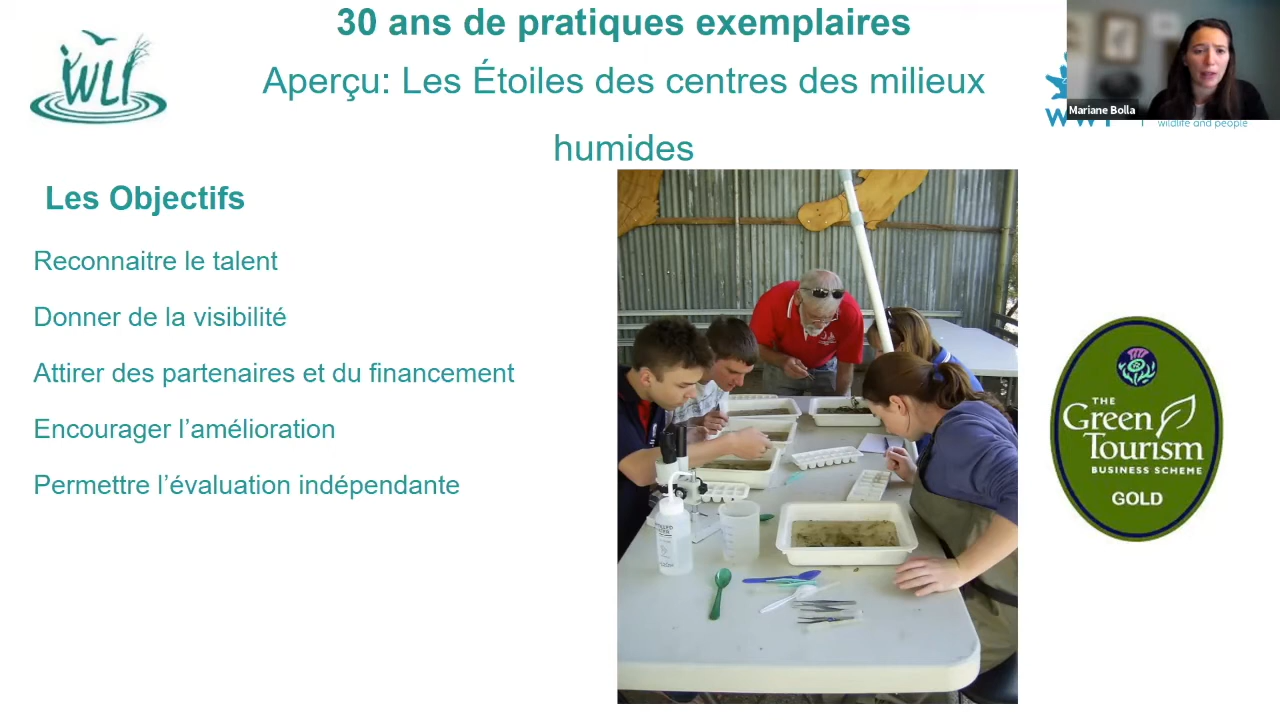 30 ans de pratiques exemplaires
WLI
Aperçu: Les Étoiles des centres des milieux
humides
Mariane Bolla
wildlife and people
Les Objectifs
Reconnaitre le talent
Donner de la visibilité
Attirer des partenaires et du financement
Encourager l’amélioration
Permettre l’évaluation indépendante
THE
Green
Tourism
BUSINESS SCHEME
GOLD